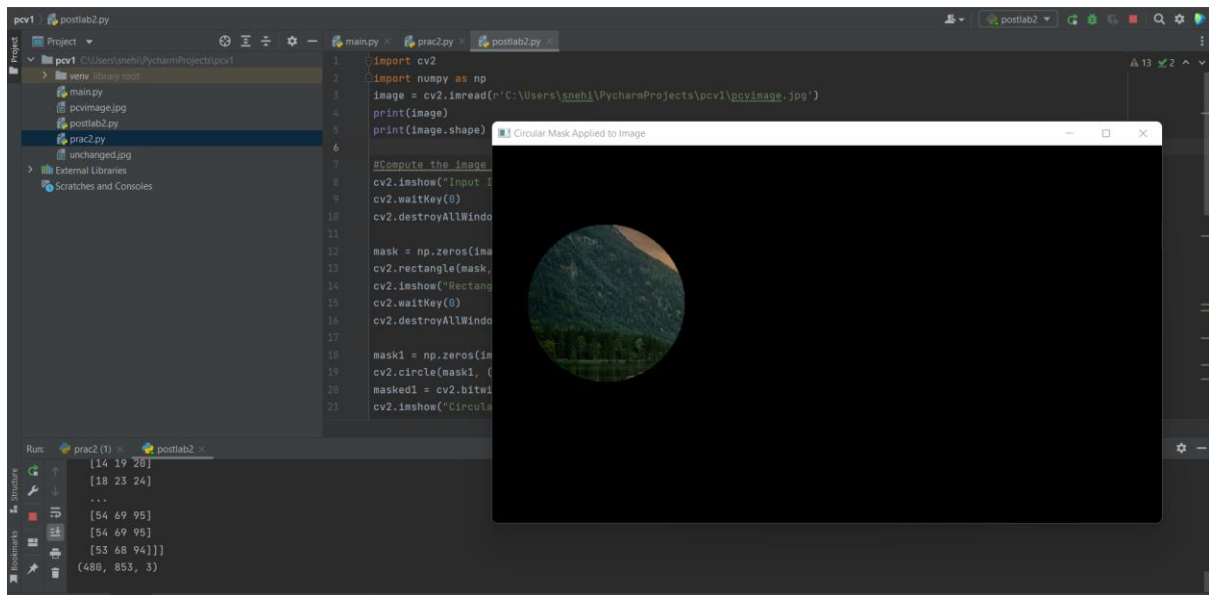 pcv1 postlab2.py
postlab2
Project
main.py prac2.py postlab2.py
Project
pcv1 C:\Users\snehi\PycharmProjects\pcv1
venv library root
main.py
pcvimage.jpg
postlab2.py
prac2.py
unchanged.jpg
External Libraries
Scratches and Consoles
13 2
1 import cv2
2 import numpy as np
3 image = cv2.imread(r'C:\Users\snehi\PycharmProjects\pcv1\pcvimage.jpg')
4 print(image)
5 print(image.shape)
6
7 #Compute the image
8 cv2.imshow("Input I
9 cv2.waitKey(0)
10 cv2.destroyAllWindo
11
12 mask = np.zeros(ima
13 cv2.rectangle(mask,
14 cv2.imshow("Rectang
15 cv2.waitKey(0)
16 cv2.destroyAllWindo
17
18 mask1 = np.zeros(im
19 cv2.circle(mask1, (
20 masked1 = cv2.bitwi
21 cv2.imshow("Circula
Circular Mask Applied to Image
Run: prac2 (1) postlab2
[14 19 20]
[18 23 24]
...
[54 69 95]
[54 69 95]
[53 68 94]]]
(480, 853, 3)
Structure
Bookmarks